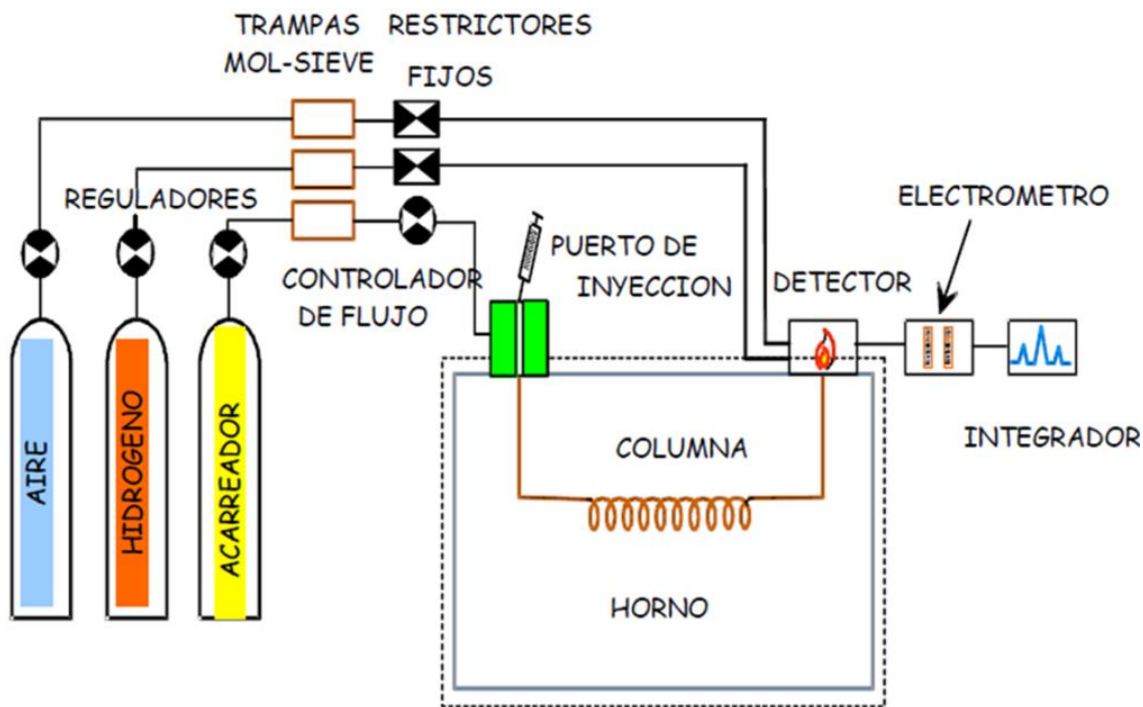 TRAMPAS
MOL-SIEVE
RESTRICTORES
FIJOS
REGULADORES
CONTROLADOR
DE FLUJO
PUERTO DE
INYECCION
DETECTOR
ELECTROMETRO
INTEGRADOR
COLUMNA
HORNO
AIRE
HIDROGENO
ACARREADOR